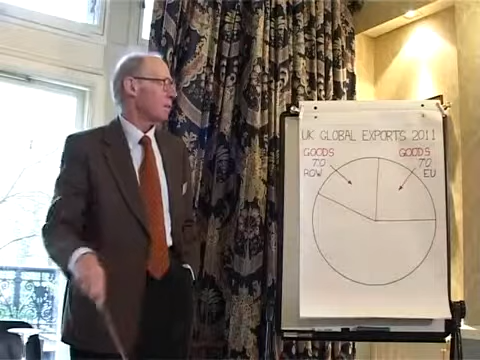 UK GLOBAL EXPORTS 2011
GOODS
TO
ROW
GOODS
TO
EU